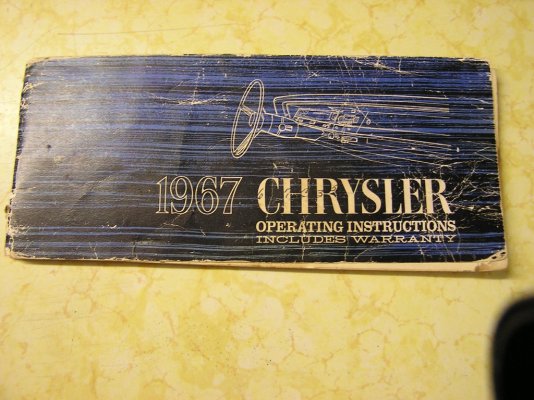 1967 CHRYSLER
OPERATING INSTRUCTIONS
INCLUDES WARRANTY